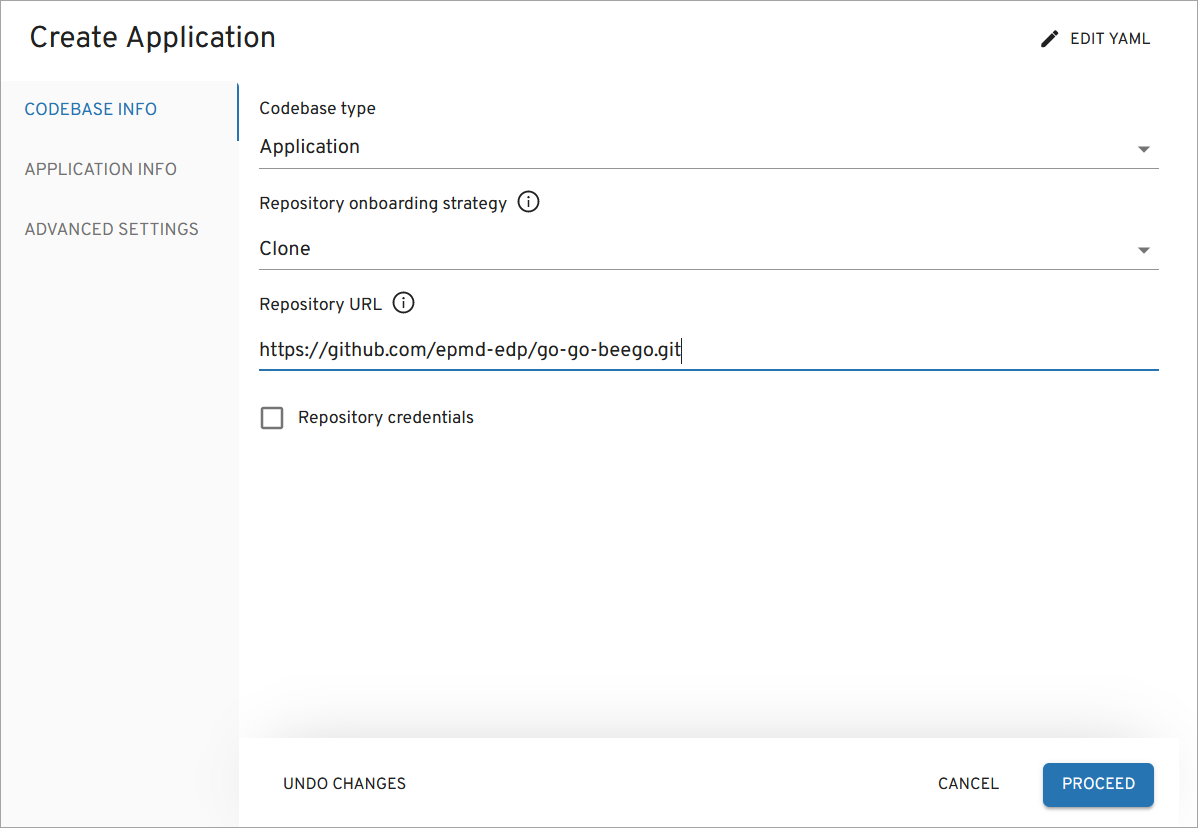 Create Application
EDIT YAML
CODEBASE INFO
APPLICATION INFO
ADVANCED SETTINGS
Codebase type
Application
Repository onboarding strategy
Clone
Repository URL
https://github.com/epmd-edp/go-go-beego.git
Repository credentials
UNDO CHANGES
CANCEL
PROCEED